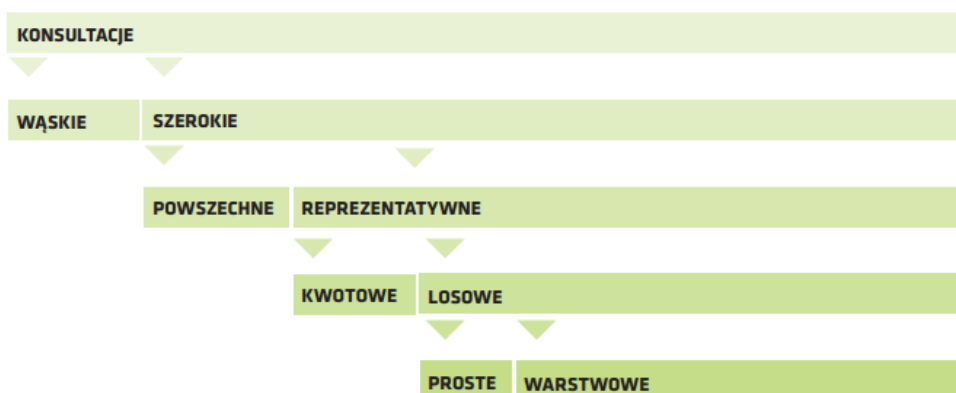 KONSULTACJE
WĄSKIE SZEROKIE
POWSZECHNE REPREZENTATYWNE
KWOTOWE LOSOWE
PROSTE WARSTWOWE